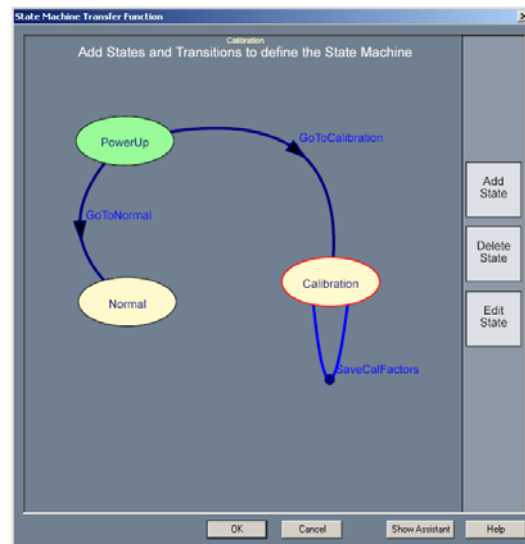 State Machine Transfer Function
Calibration
Add States and Transitions to define the State Machine
PowerUp
GoToCalibration
GoToNormal
Normal
Calibration
SaveCalFactors
Add
State
Delete
State
Edit
State
OK
Cancel
Show Assistant
Help